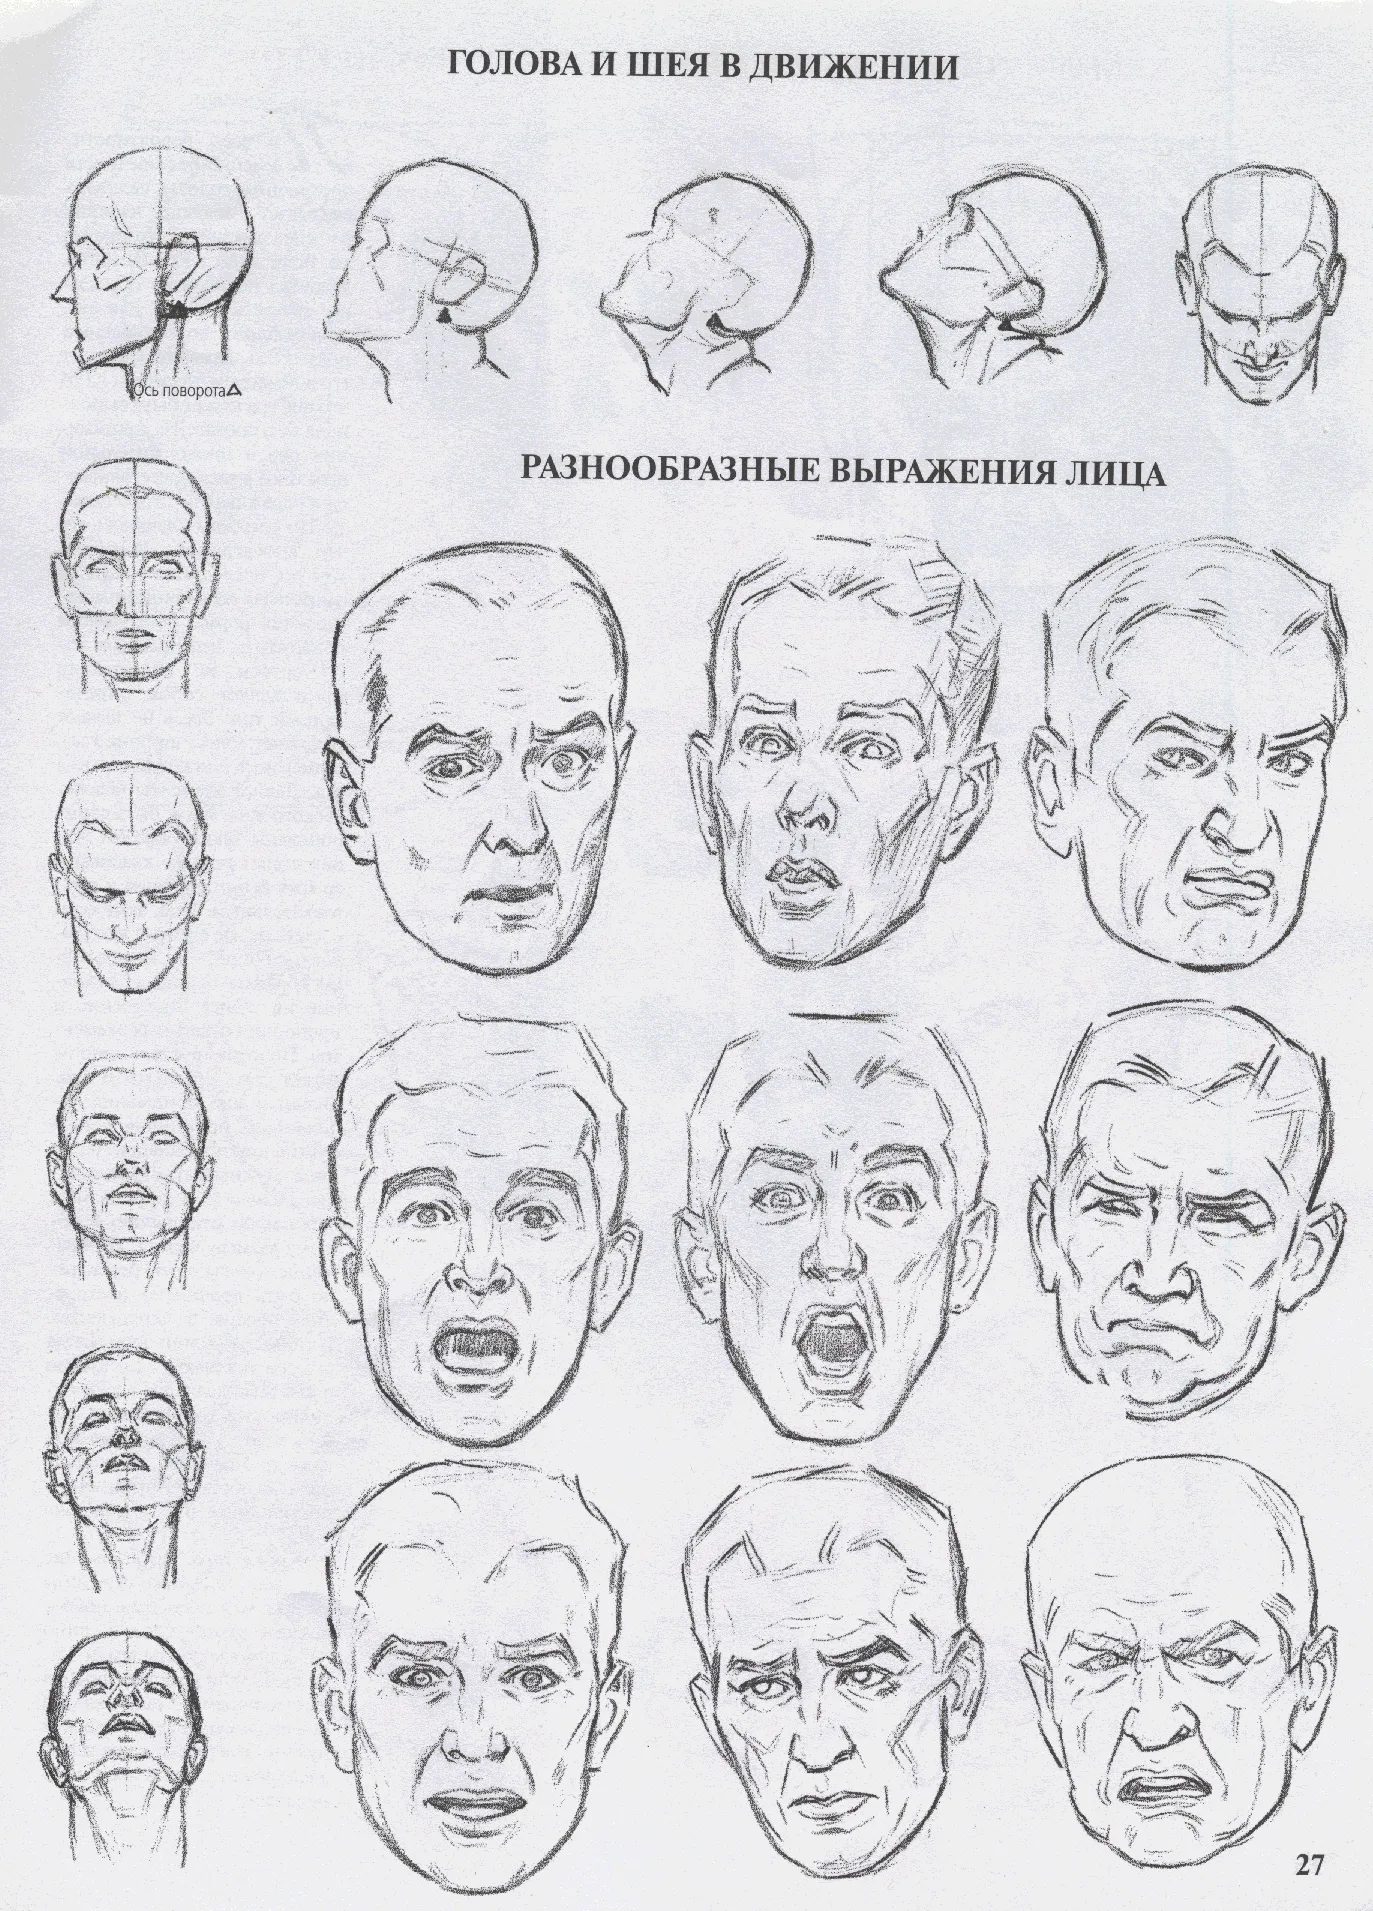 ГОЛОВА И ШЕЯ В ДВИЖЕНИИ
Ось поворота
РАЗНООБРАЗНЫЕ ВЫРАЖЕНИЯ ЛИЦА
27